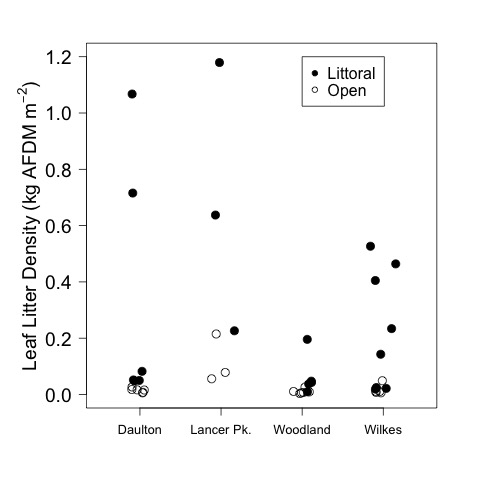 Leaf Litter Density (kg AFDM m⁻²)
1.2
1.0
0.8
0.6
0.4
0.2
0.0
Littoral
Open
Daulton Lancer Pk. Woodland Wilkes